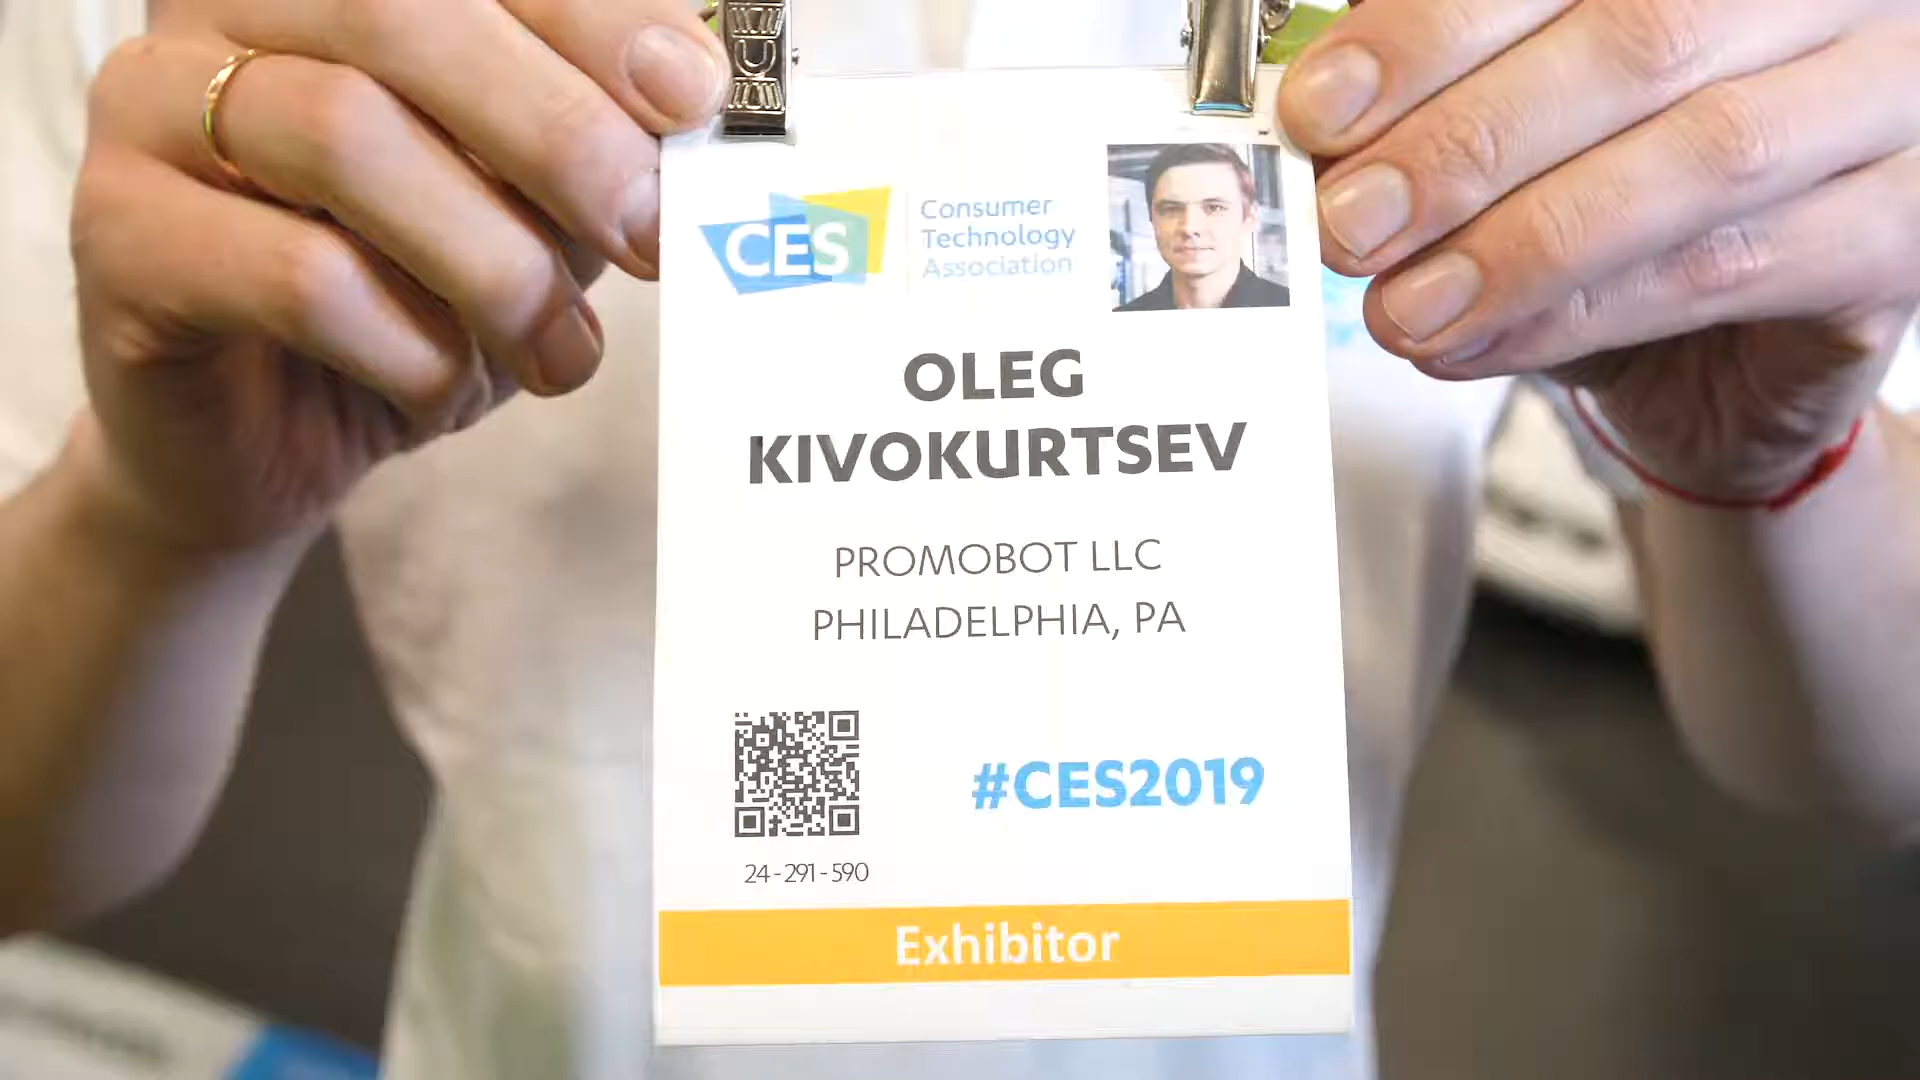 CES
Consumer
Technology
Association
OLEG
KIVOKURTSEV
PROMOBOT LLC
PHILADELPHIA, PA
#CES2019
24-291-590
Exhibitor